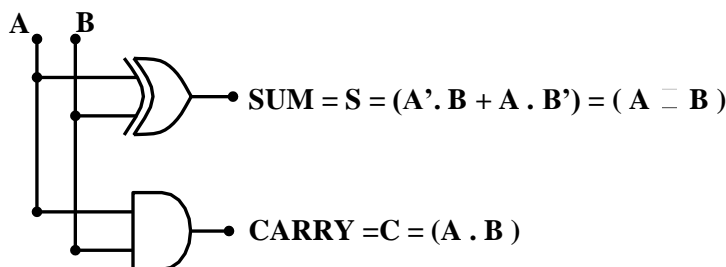 A B
SUM = S = (A’. B + A . B’) = ( A □ B )
CARRY =C = (A . B )